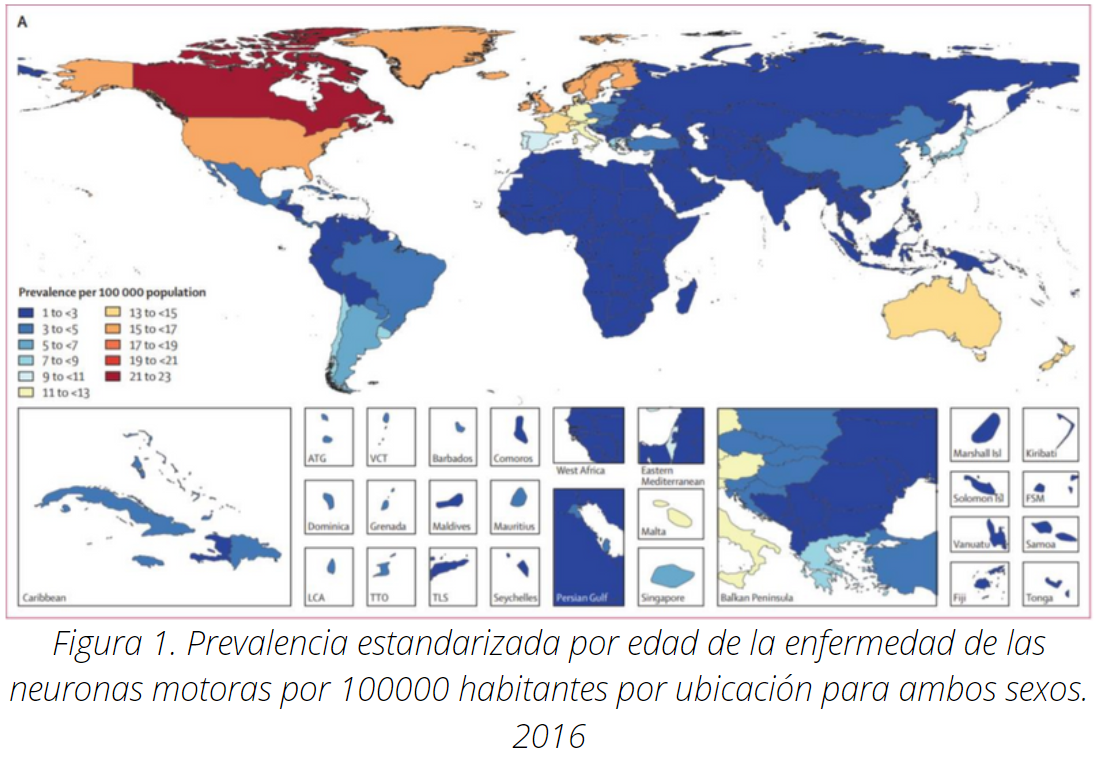 A
Prevalence per 100 000 population
1 to <3
3 to <5
5 to <7
7 to <9
9 to <11
11 to <13
13 to <15
15 to <17
17 to <19
19 to <21
21 to 23
Caribbean
ATG
VCT
Barbados
Comoros
Dominica
Grenada
Maldives
Mauritius
LCA
TTO
TLS
Seychelles
West Africa
Eastern
Mediterranean
Persian Gulf
Malta
Singapore
Balkan Peninsula
Marshall Isl
Kiribati
Solomon Isl
FSM
Vanuatu
Samoa
Fiji
Tonga
Figura 1. Prevalencia estandarizada por edad de la enfermedad de las
neuronas motoras por 100000 habitantes por ubicación para ambos sexos.
2016